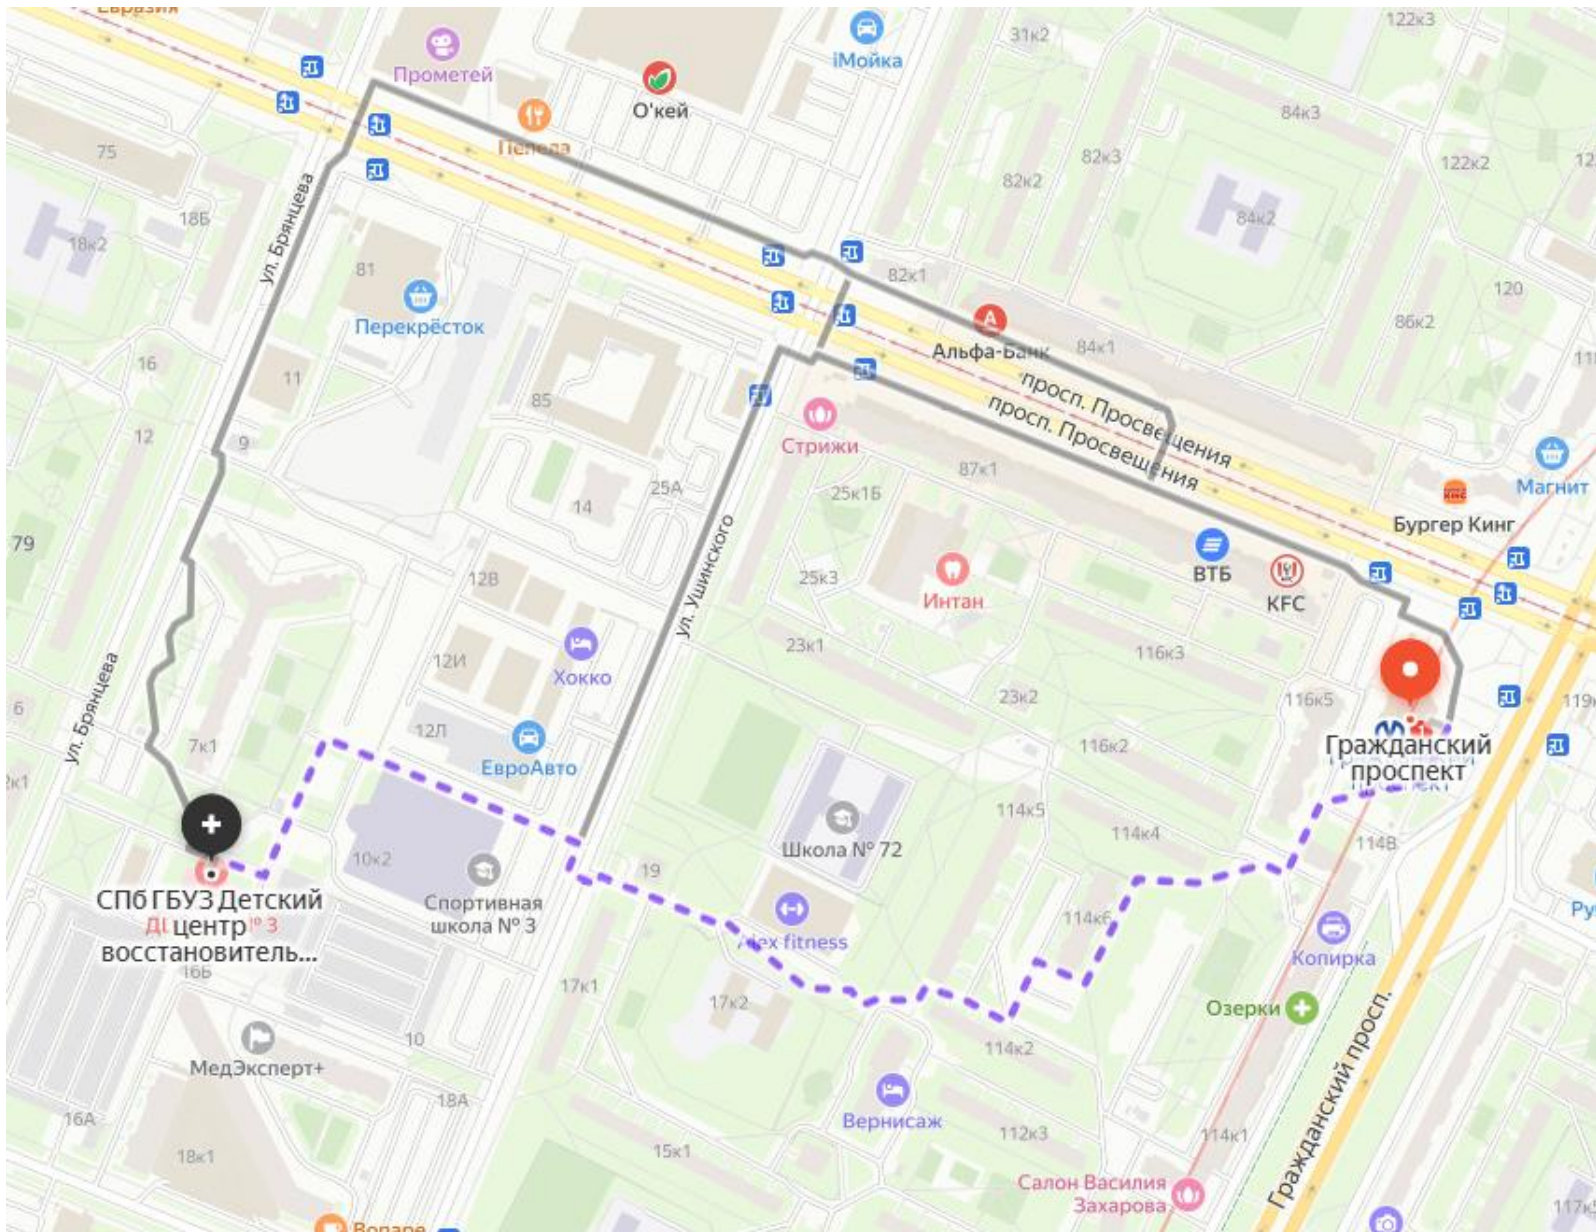 Евразия
122к3
Прометей
31к2
iМойка
О'кей
84к3
Пелола
75
82к3
122к2
82к2
18Б
84к2
ул. Брянцева
18к2
81
82к1
120
Перекрёсток
86к2
Альфа-Банк
84к1
16
11
просп. Просвещения
85
просп. Просвещения
12
9
Стрижи
87к1
Магнит
25А
25к1Б
14
Бургер Кинг
79
ул. Ушинского
12В
25к3
ВТБ
Интан
KFC
23к1
116к3
12И
Хокко
ул. Брянцева
6
23к2
116к5
12Л
7к1
116к2
ЕвроАвто
Гражданский
проспект
114к5
114к4
114В
Школа № 72
10к2
19
СПб ГБУЗ Детский
центр
восстановитель...
Спортивная
школа № 3
114к6
Alex fitness
Копирка
16Б
17к1
17к2
Озерки
10
114к2
МедЭксперт+
18А
Вернисаж
16А
112к3
114к1
Гражданский просп.
18к1
15к1
Салон Василия
Захарова